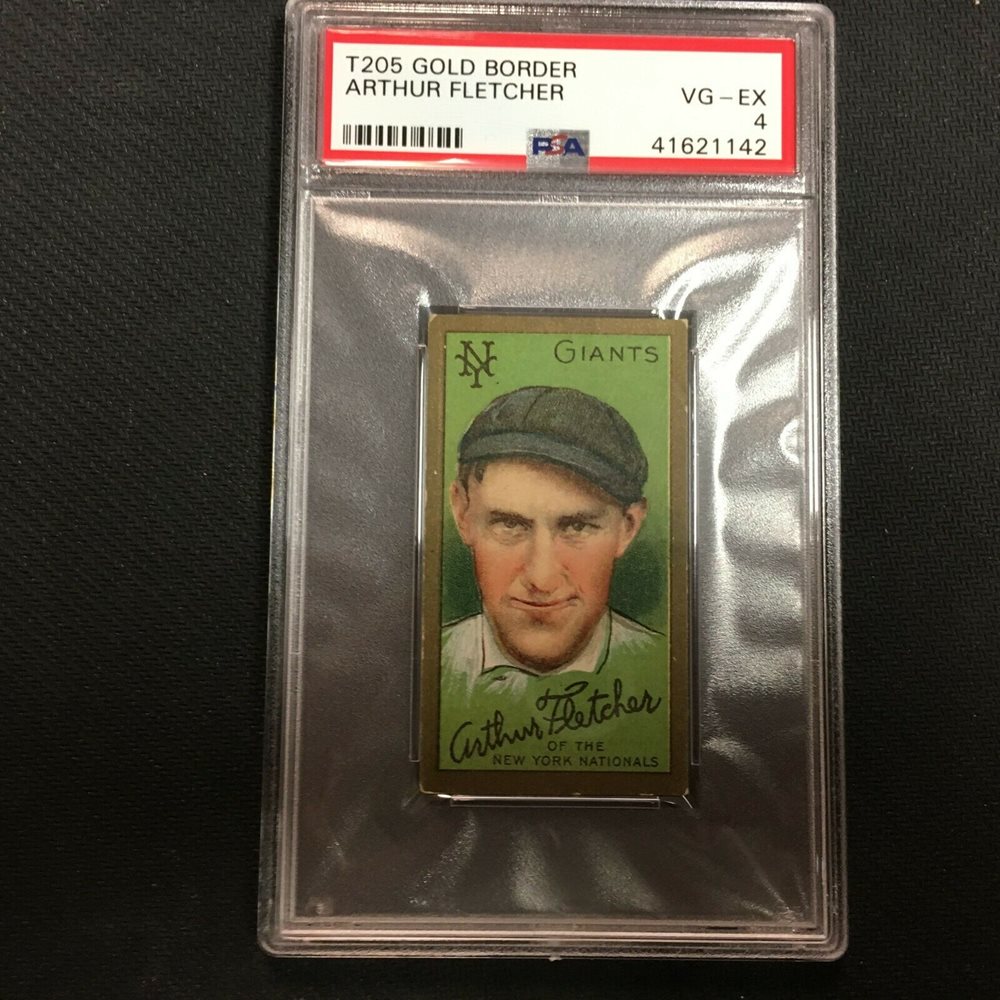 T205 GOLD BORDER
ARTHUR FLETCHER
VG-EX
4
PSA
41621142
NY
GIANTS
Arthur Fletcher
OF THE
NEW YORK NATIONALS